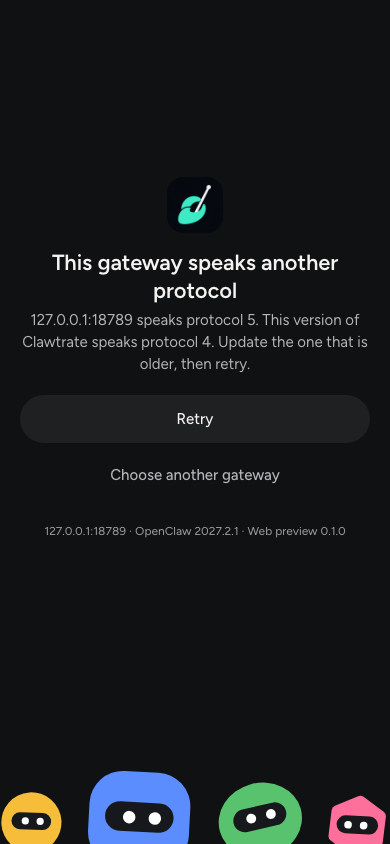 This gateway speaks another
protocol
127.0.0.1:18789 speaks protocol 5. This version of
Clawtrate speaks protocol 4. Update the one that is
older, then retry.
Retry
Choose another gateway
127.0.0.1:18789 · OpenClaw 2027.2.1 · Web preview 0.1.0